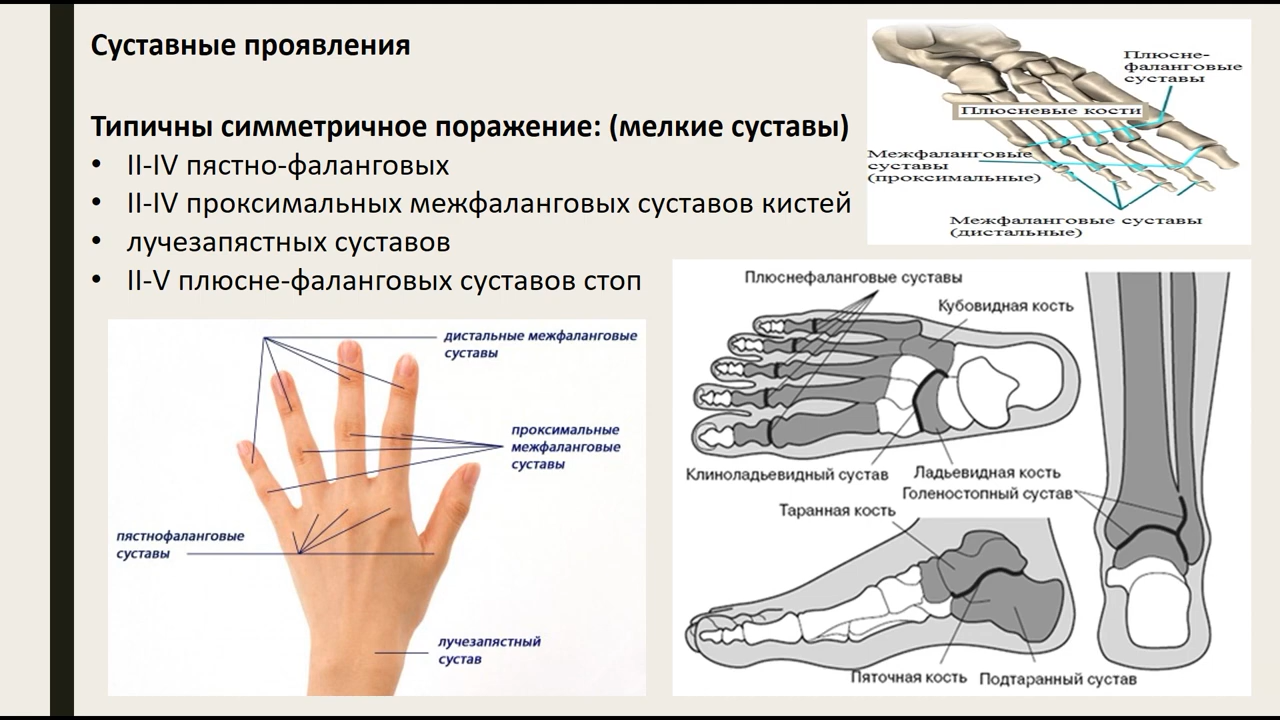 Суставные проявления
Типичны симметричное поражение: (мелкие суставы)
• II-IV пястно-фаланговых
• II-IV проксимальных межфаланговых суставов кистей
• лучезапястных суставов
• II-V плюсне-фаланговых суставов стоп
Плюсне-
фаланговые
суставы
Плюсневые кости
Межфаланговые
суставы
(проксимальные)
Межфаланговые суставы
(дистальные)
дистальные межфаланговые
суставы
проксимальные
межфаланговые
суставы
пястнофаланговые
суставы
лучезапястный
сустав
Плюснефаланговые суставы
Кубовидная кость
Клиноладьевидный сустав
Ладьевидная кость
Голеностопный сустав
Таранная кость
Пяточная кость
Подтаранный сустав